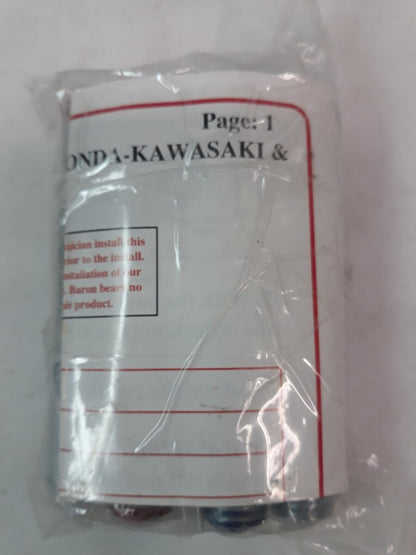 Page: 1
ONDA-KAWASAKI &
nician install this
rior to the install.
nstallation of our
. Baron bears no
his product.